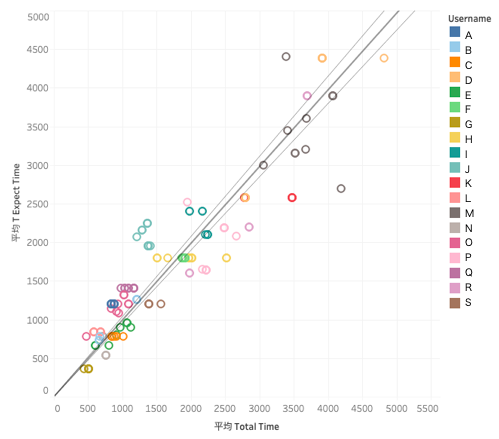 Username
A
B
C
D
E
F
G
H
I
J
K
L
M
N
O
P
Q
R
S
5000
4500
4000
3500
3000
2500
2000
1500
1000
500
0
平均 T Expect Time
0 500 1000 1500 2000 2500 3000 3500 4000 4500 5000 5500
平均 Total Time